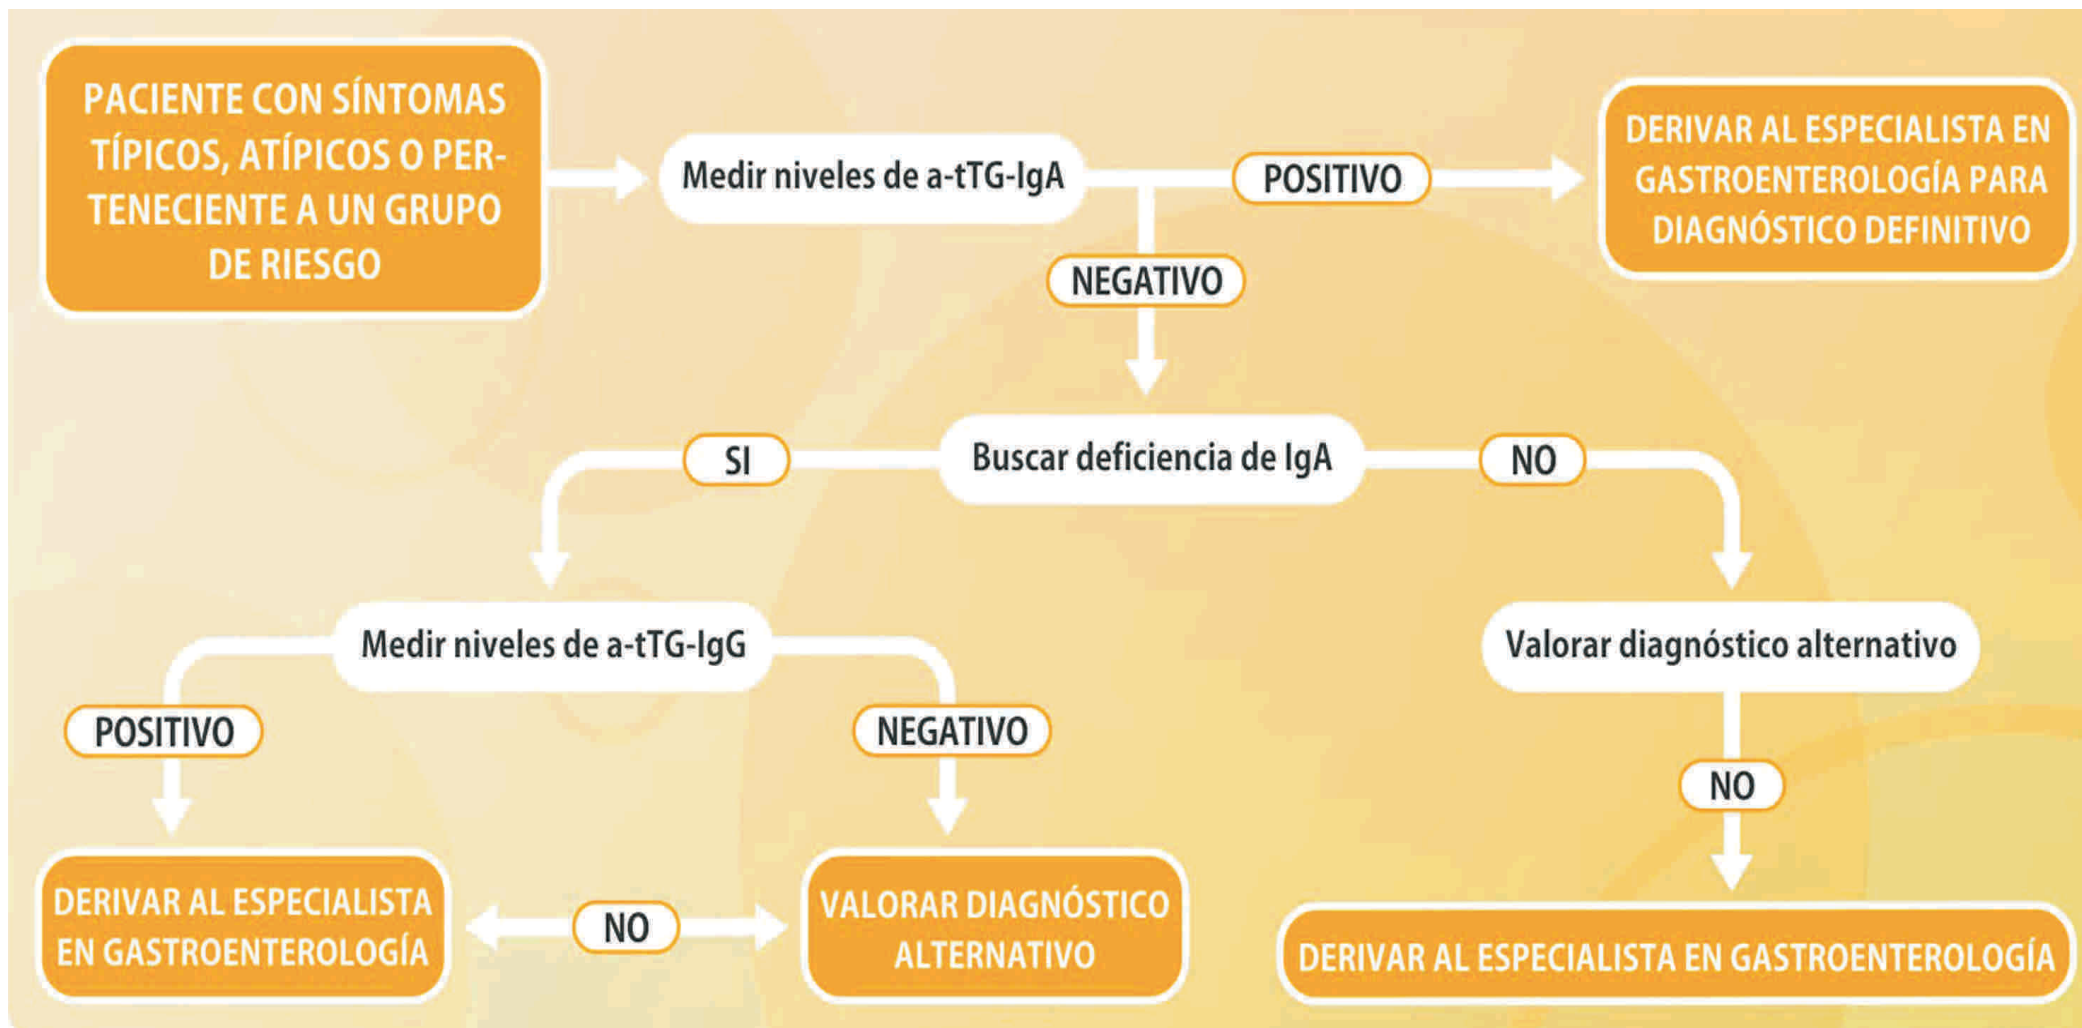 PACIENTE CON SÍNTOMAS
TÍPICOS, ATÍPICOS O PER-
TENECIENTE A UN GRUPO
DE RIESGO
Medir niveles de a-tTG-IgA
POSITIVO
DERIVAR AL ESPECIALISTA EN
GASTROENTEROLOGÍA PARA
DIAGNÓSTICO DEFINITIVO
NEGATIVO
SI
Buscar deficiencia de IgA
NO
Medir niveles de a-tTG-IgG
Valorar diagnóstico alternativo
POSITIVO
NEGATIVO
NO
DERIVAR AL ESPECIALISTA
EN GASTROENTEROLOGÍA
NO
VALORAR DIAGNÓSTICO
ALTERNATIVO
DERIVAR AL ESPECIALISTA EN GASTROENTEROLOGÍA